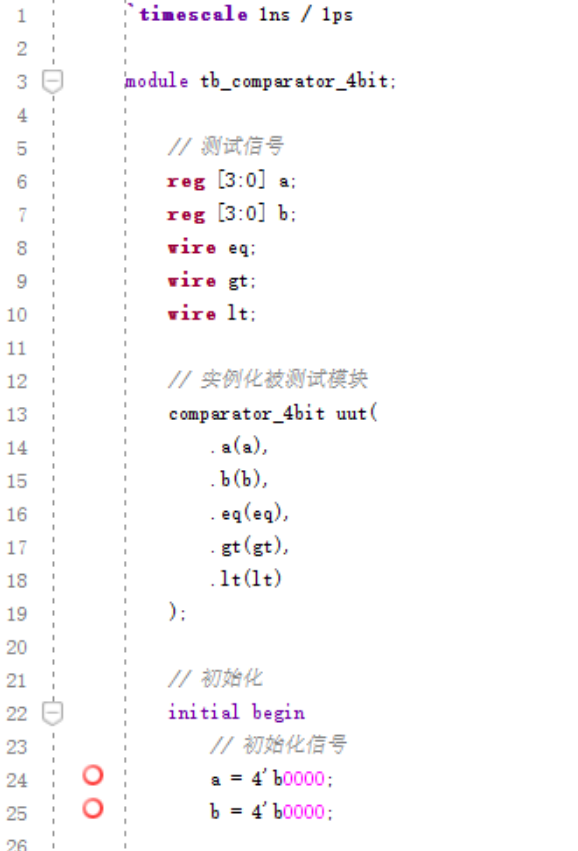 1 `timescale 1ns / 1ps
2
3 module tb_comparator_4bit;
4
5 // 测试信号
6 reg [3:0] a;
7 reg [3:0] b;
8 wire eq;
9 wire gt;
10 wire lt;
11
12 // 实例化被测试模块
13 comparator_4bit uut(
14 .a(a),
15 .b(b),
16 .eq(eq),
17 .gt(gt),
18 .lt(lt)
19 );
20
21 // 初始化
22 initial begin
23 // 初始化信号
24 a = 4'b0000;
25 b = 4'b0000;
26